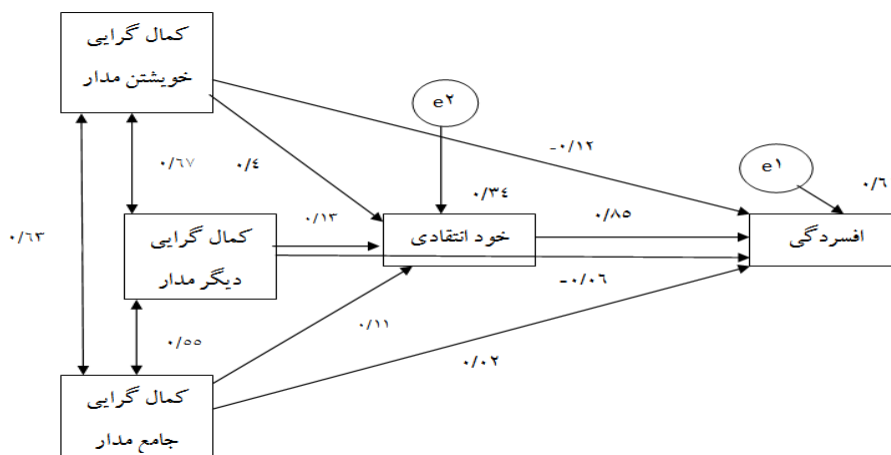 کمال گرایی
خویشتن مدار
e۲
-۰/۱۲
e۱
۰/۶
۰/۶۷
۰/٤
۰/۳٤
۰/۶۳
کمال گرایی
دیگر مدار
۰/۱۳
خود انتقادی
۰/۸۵
افسردگی
-۰/۰۶
۰/۵۵
۰/۱۱
۰/۰۲
کمال گرایی
جامع مدار